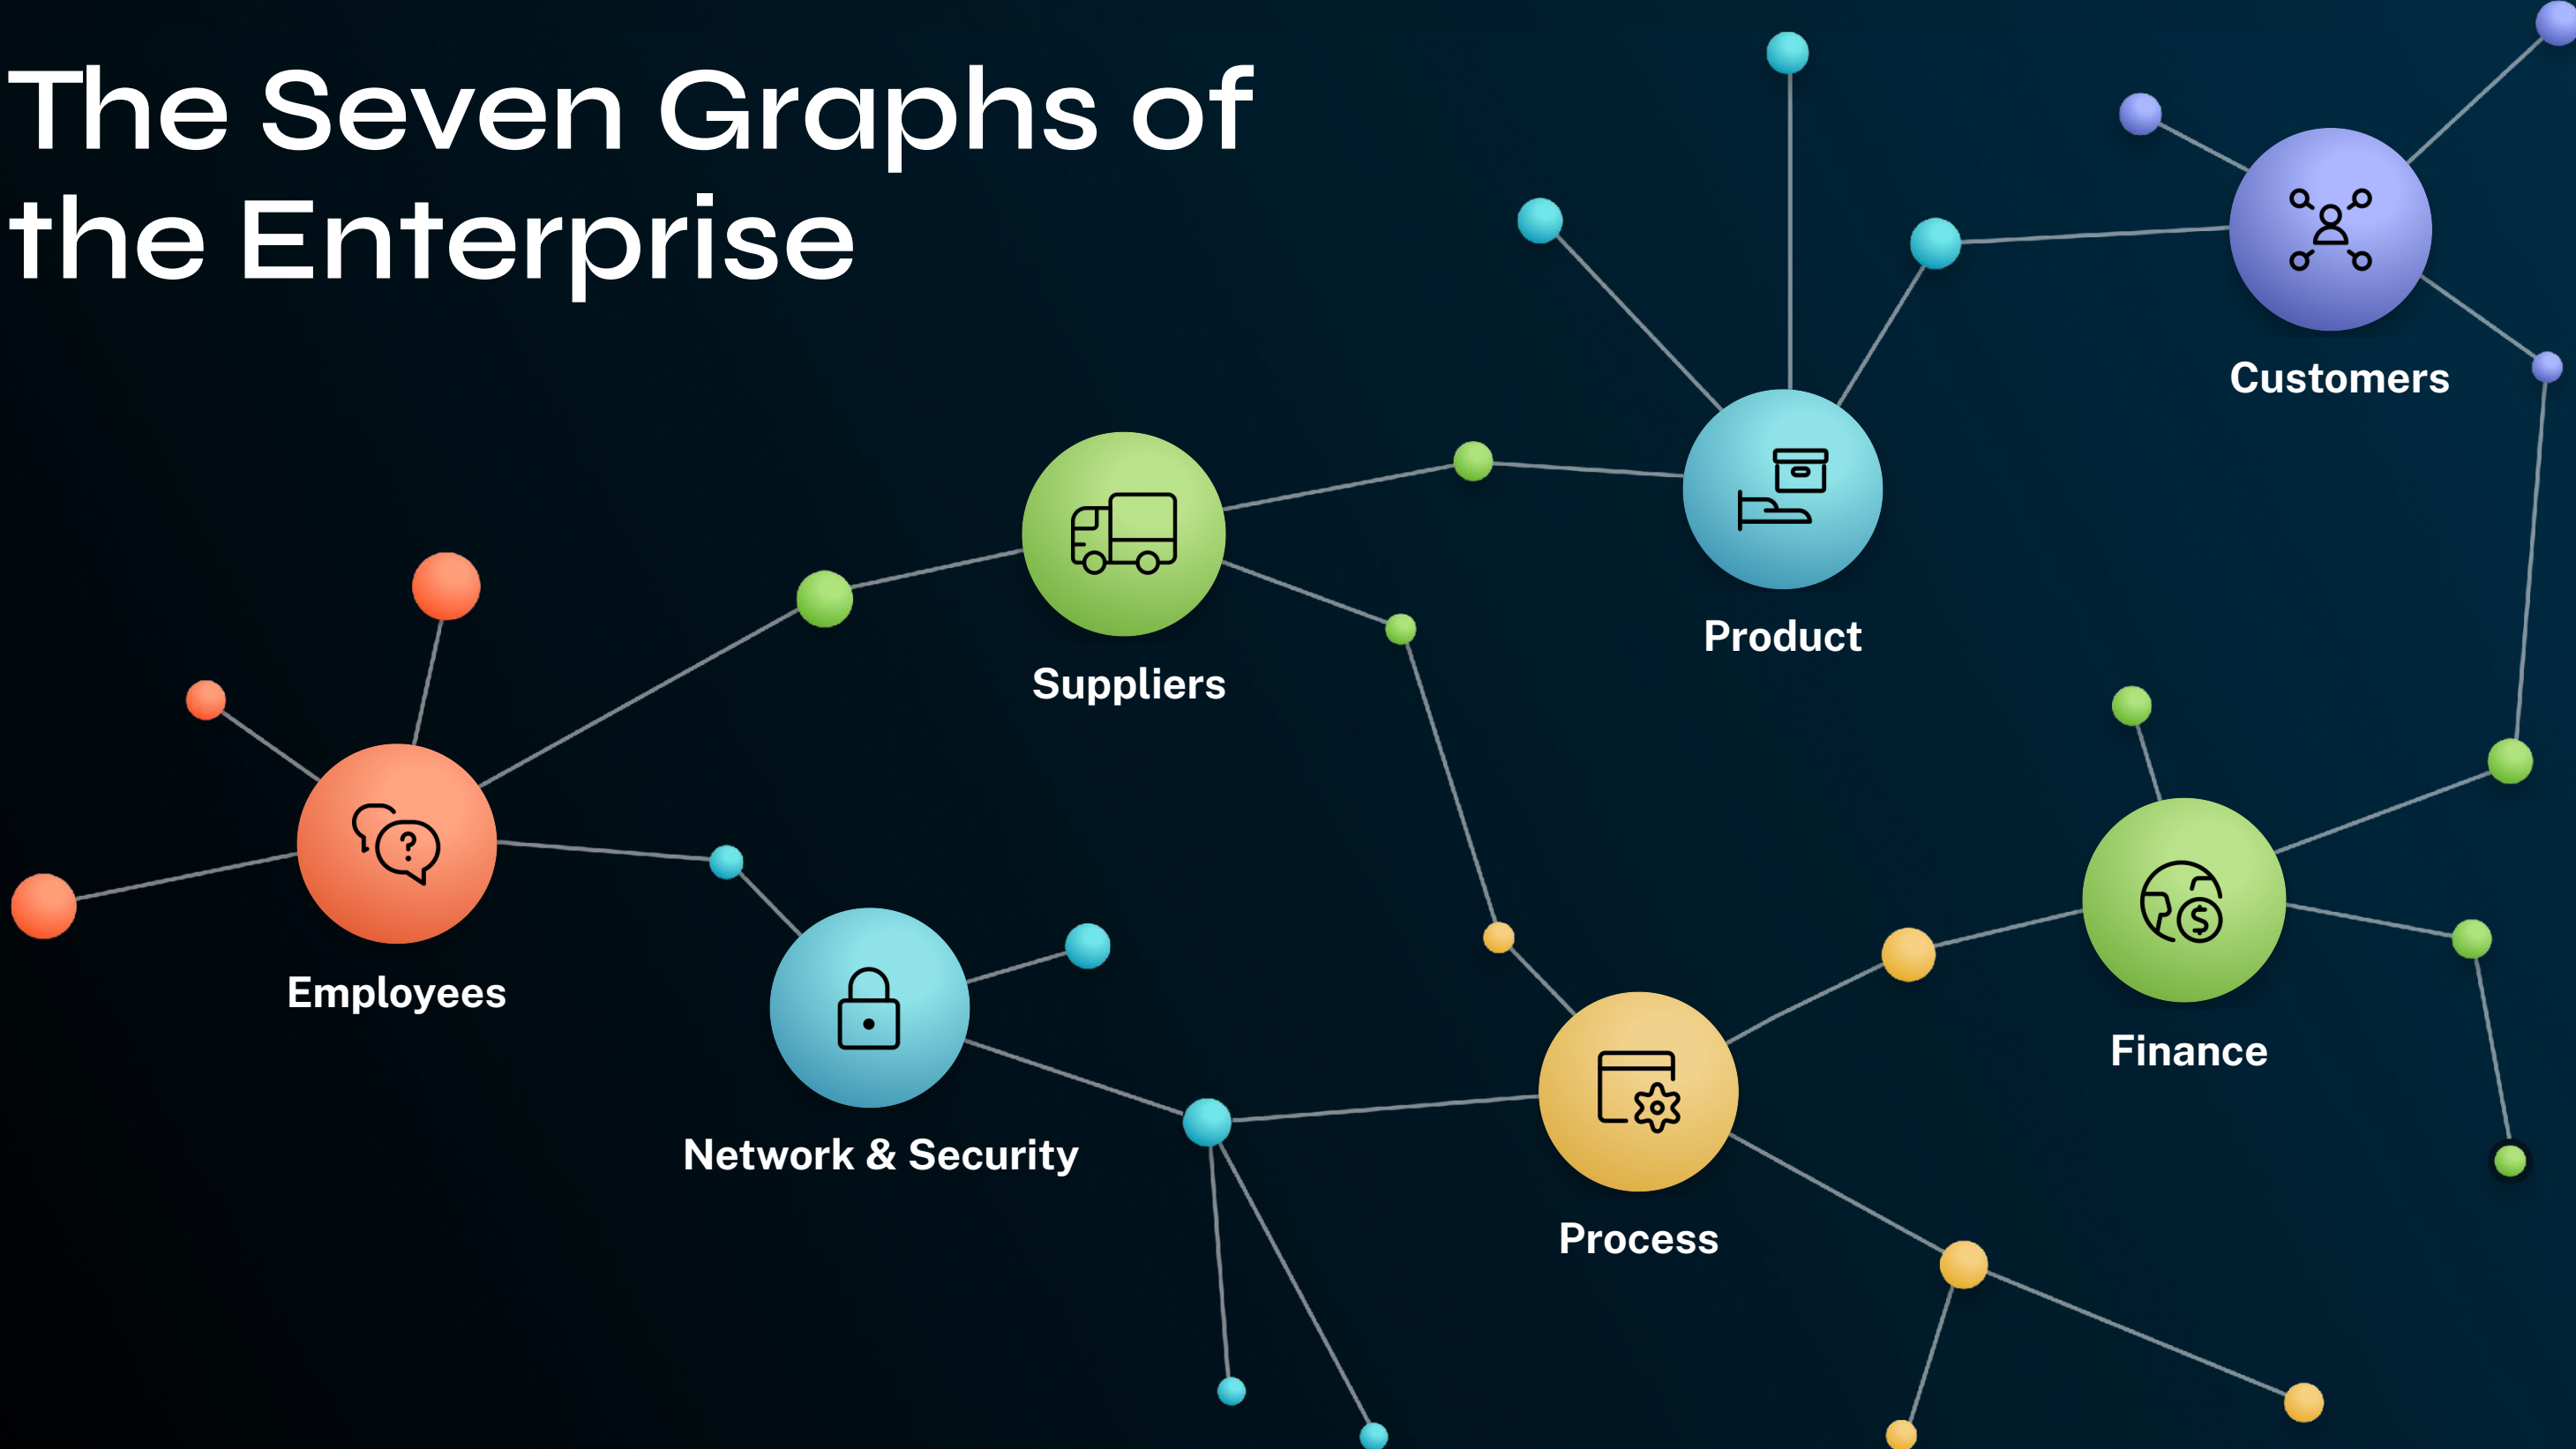 The Seven Graphs of
the Enterprise
Customers
Product
Suppliers
Employees
?
Network & Security
Finance
$
Process